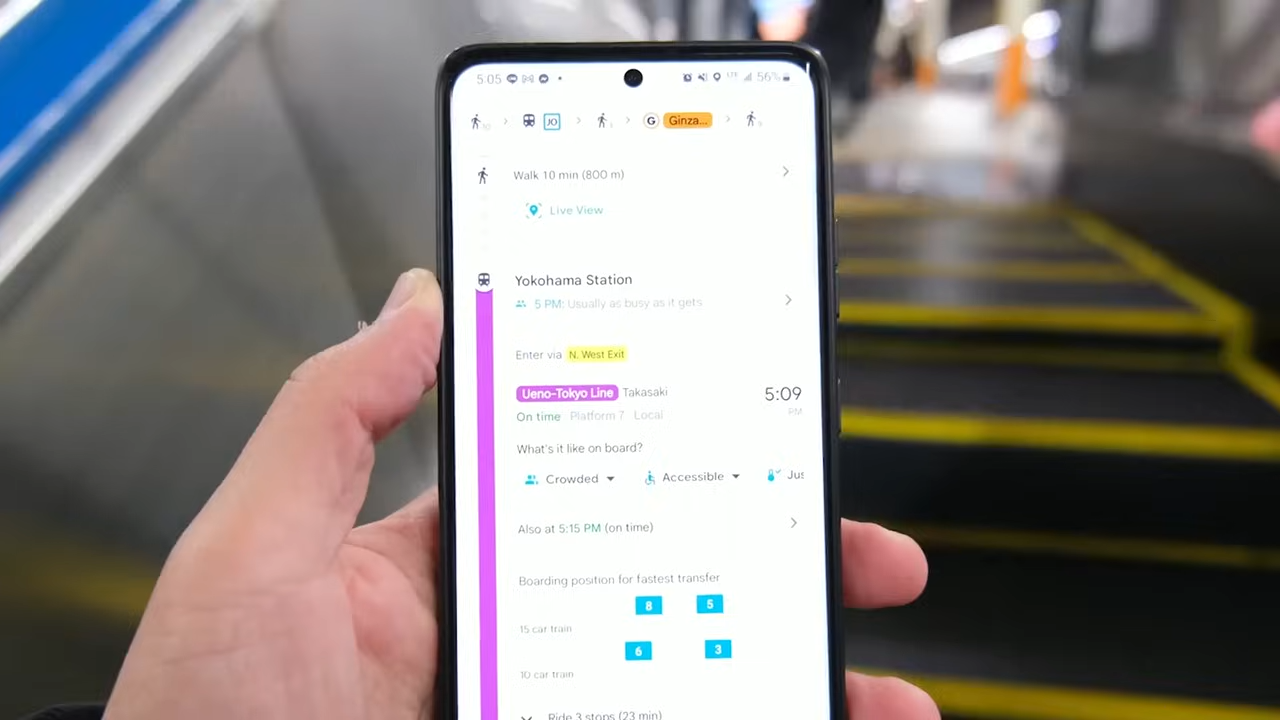 5:05 LTE 56%
10 JO Ginza...
Walk 10 min (800 m)
Live View
Yokohama Station
5 PM: Usually as busy as it gets
Enter via N. West Exit
Ueno-Tokyo Line Takasaki 5:09
On time Platform 7 Local PM
What's it like on board?
Crowded Accessible Jus
Also at 5:15 PM (on time)
Boarding position for fastest transfer
8 5
15 car train
6 3
10 car train
Ride 3 stops (23 min)